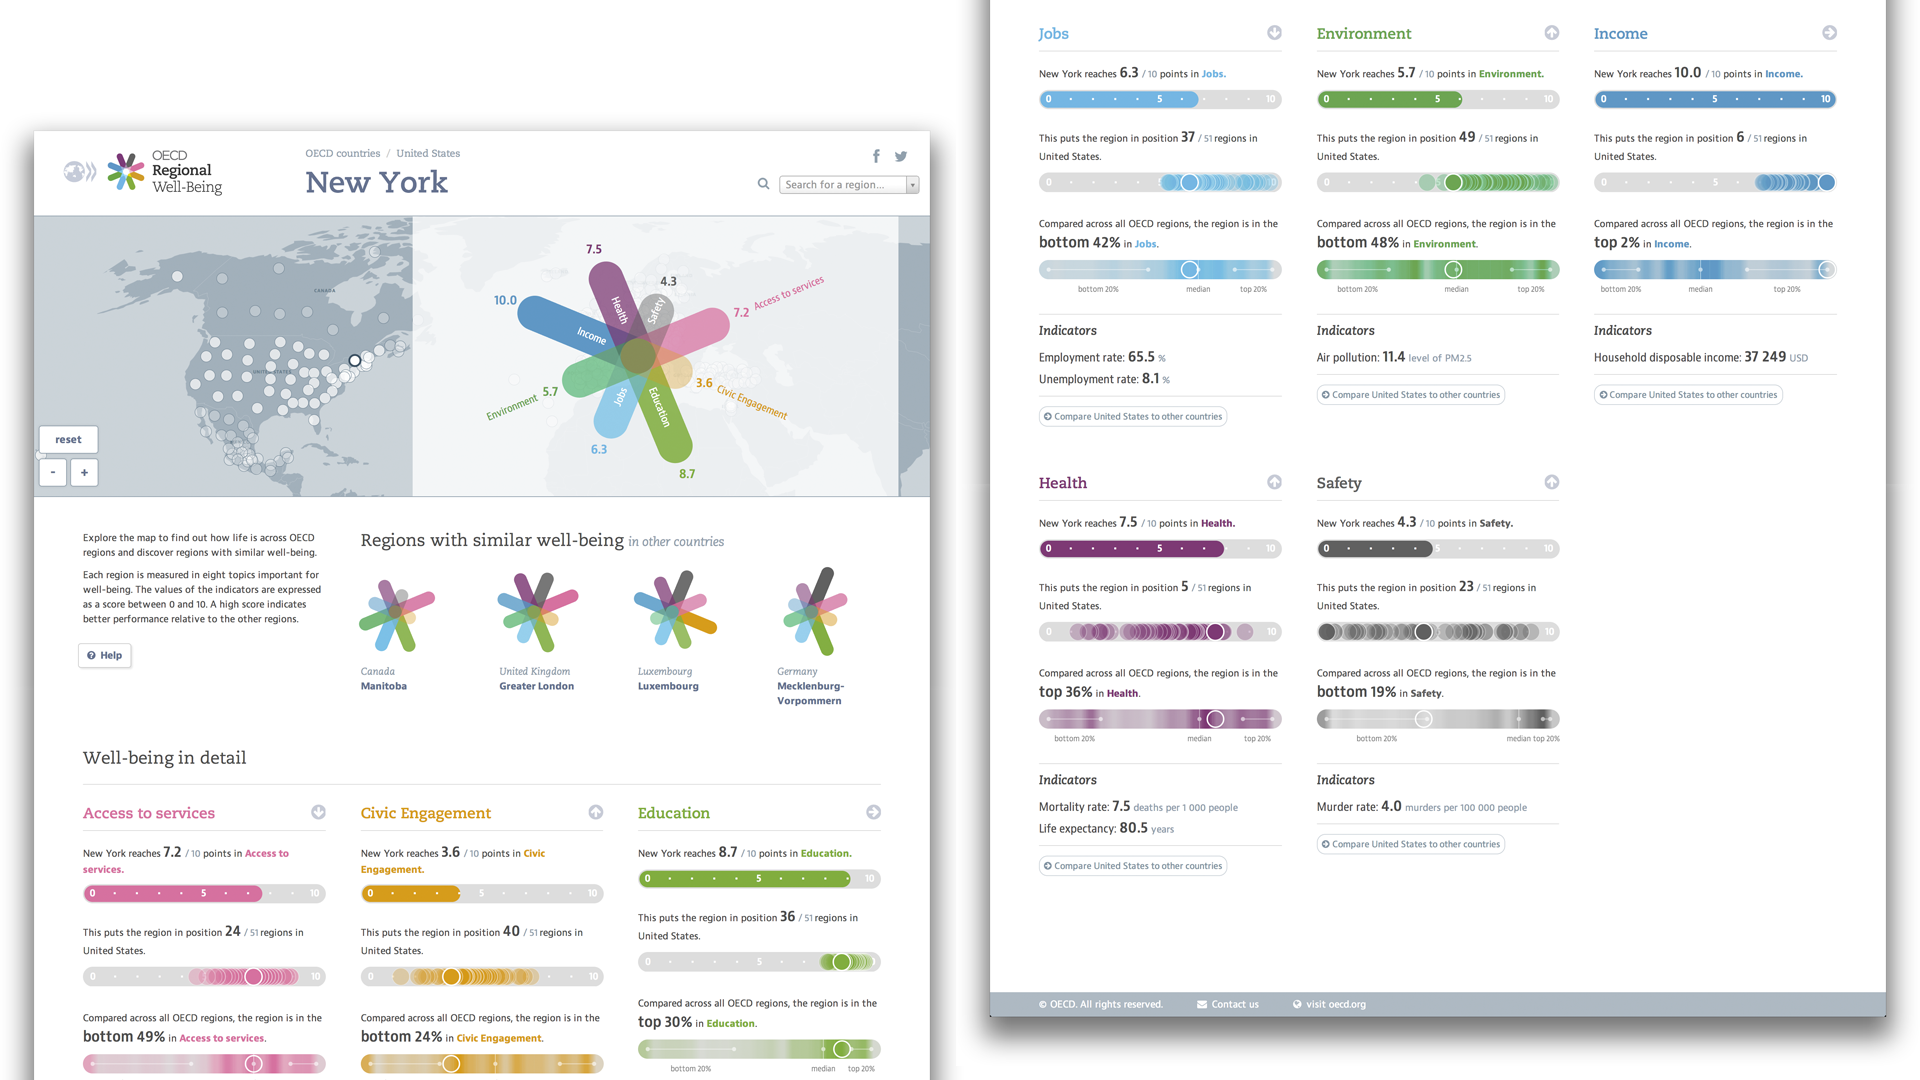 OECD
Regional
Well-Being
OECD countries / United States
New York
Search for a region...
CANADA
UNITED STATES
reset
- +
7.5
Health
4.3
Safety
7.2 Access to services
10.0
Income
3.6 Civic Engagement
Environment 5.7
Jobs
6.3
Education
8.7
Explore the map to find out how life is across OECD
regions and discover regions with similar well-being.
Each region is measured in eight topics important for
well-being. The values of the indicators are expressed
as a score between 0 and 10. A high score indicates
better performance relative to the other regions.
Help
Regions with similar well-being in other countries
Canada
Manitoba
United Kingdom
Greater London
Luxembourg
Luxembourg
Germany
Mecklenburg-
Vorpommern
Well-being in detail
Access to services
New York reaches 7.2 / 10 points in Access to
services.
0 5 10
This puts the region in position 24 / 51 regions in
United States.
0 10
Compared across all OECD regions, the region is in the
bottom 49% in Access to services.
Civic Engagement
New York reaches 3.6 / 10 points in Civic
Engagement.
0 5 10
This puts the region in position 40 / 51 regions in
United States.
0 10
Compared across all OECD regions, the region is in the
bottom 24% in Civic Engagement.
Education
New York reaches 8.7 / 10 points in Education.
0 5 10
This puts the region in position 36 / 51 regions in
United States.
0 5
Compared across all OECD regions, the region is in the
top 30% in Education.
bottom 20% median top 20%
Jobs
New York reaches 6.3 / 10 points in Jobs.
0 5 10
This puts the region in position 37 / 51 regions in
United States.
0 10
Compared across all OECD regions, the region is in the
bottom 42% in Jobs.
bottom 20% median top 20%
Indicators
Employment rate: 65.5 %
Unemployment rate: 8.1 %
Compare United States to other countries
Environment
New York reaches 5.7 / 10 points in Environment.
0 5 10
This puts the region in position 49 / 51 regions in
United States.
0 10
Compared across all OECD regions, the region is in the
bottom 48% in Environment.
bottom 20% median top 20%
Indicators
Air pollution: 11.4 level of PM2.5
Compare United States to other countries
Income
New York reaches 10.0 / 10 points in Income.
0 5 10
This puts the region in position 6 / 51 regions in
United States.
0 5
Compared across all OECD regions, the region is in the
top 2% in Income.
bottom 20% median top 20%
Indicators
Household disposable income: 37 249 USD
Compare United States to other countries
Health
New York reaches 7.5 / 10 points in Health.
0 5 10
This puts the region in position 5 / 51 regions in
United States.
0 10
Compared across all OECD regions, the region is in the
top 36% in Health.
bottom 20% median top 20%
Indicators
Mortality rate: 7.5 deaths per 1 000 people
Life expectancy: 80.5 years
Compare United States to other countries
Safety
New York reaches 4.3 / 10 points in Safety.
0 5 10
This puts the region in position 23 / 51 regions in
United States.
10
Compared across all OECD regions, the region is in the
bottom 19% in Safety.
bottom 20% median top 20%
Indicators
Murder rate: 4.0 murders per 100 000 people
Compare United States to other countries
© OECD. All rights reserved. Contact us visit oecd.org